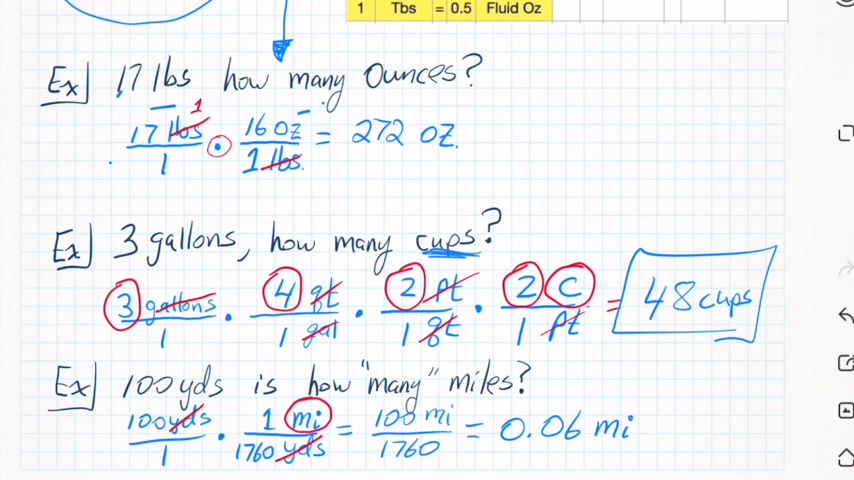 1 Tbs = 0.5 Fluid Oz
Ex| 17 lbs how many Ounces?
17 lbs/1 1 • 16 Oz/1 lbs. = 272 OZ.
Ex| 3 gallons, how many cups?
3 gallons/1 • 4 qt/1 gal • 2 pt/1 qt • 2 C/1 pt = 48 cups
Ex| 100 yds is how "many" miles?
100 yds/1 • 1 mi/1760 yds = 100 mi/1760 = 0.06 mi